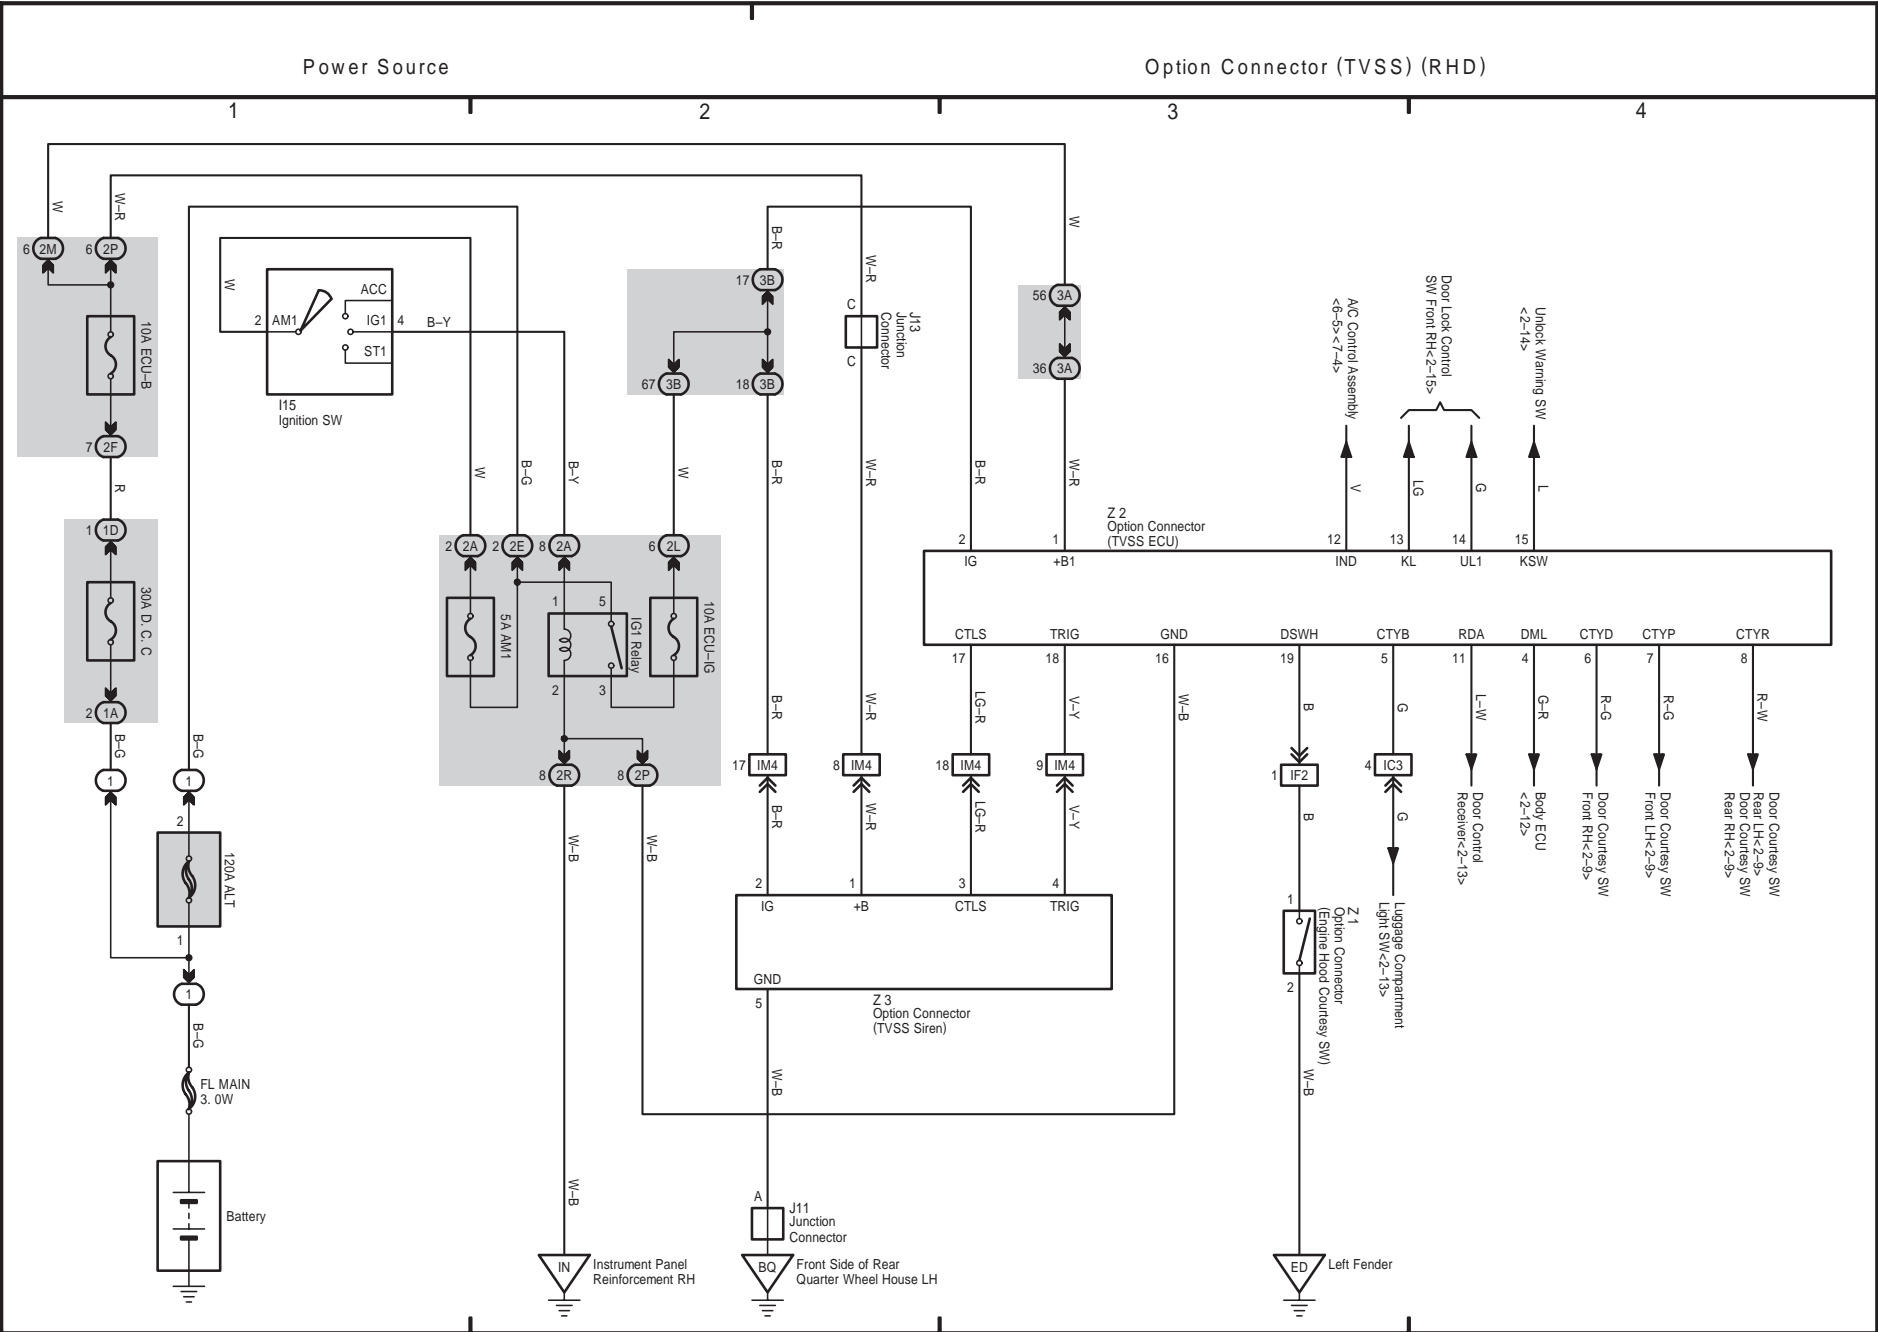 Power Source
Option Connector (TVSS) (RHD)
1
2
3
4
W
W–R
6 2M
6 2P
10A ECU–B
7 2F
R
1 1D
30A D. C. C
2 1A
B–G
1
B–G
1
2
120A ALT
1
1
B–G
FL MAIN
3. 0W
Battery
W
2
AM1
ACC
IG1
ST1
4
B–Y
I15
Ignition SW
W
B–G
B–Y
W
2 2A
2 2E
8 2A
6 2L
5A AM1
1
5
2
3
IG1 Relay
10A ECU–IG
8 2R
8 2P
W–B
W–B
W–B
IN
Instrument Panel
Reinforcement RH
B–R
17 3B
67 3B
18 3B
B–R
B–R
17 IM4
B–R
W–R
C
C
J13
Junction
Connector
W–R
W–R
8 IM4
W–R
B–R
W
56 3A
36 3A
W–R
Z 2
Option Connector
(TVSS ECU)
2
1
12
13
14
15
IG
+B1
IND
KL
UL1
KSW
A/C Control Assembly
<6–5><7–4>
Door Lock Control
SW Front RH<2–15>
Unlock Warning SW
<2–14>
V
LG
G
L
CTLS
TRIG
GND
DSWH
CTYB
RDA
DML
CTYD
CTYP
CTYR
17
18
16
19
5
11
4
6
7
8
LG–R
V–Y
W–B
B
G
L–W
G–R
R–G
R–G
R–W
18 IM4
9 IM4
1 IF2
4 IC3
LG–R
V–Y
B
G
Door Control
Receiver<2–13>
Body ECU
<2–12>
Door Courtesy SW
Front RH<2–9>
Door Courtesy SW
Front LH<2–9>
Door Courtesy SW
Rear LH<2–9>
Door Courtesy SW
Rear RH<2–9>
2
1
3
4
IG
+B
CTLS
TRIG
GND
5
Z 3
Option Connector
(TVSS Siren)
W–B
A
J11
Junction
Connector
BQ
Front Side of Rear
Quarter Wheel House LH
1
2
Z 1
Option Connector
(Engine Hood Courtesy SW)
Luggage Compartment
Light SW<2–13>
W–B
ED
Left Fender